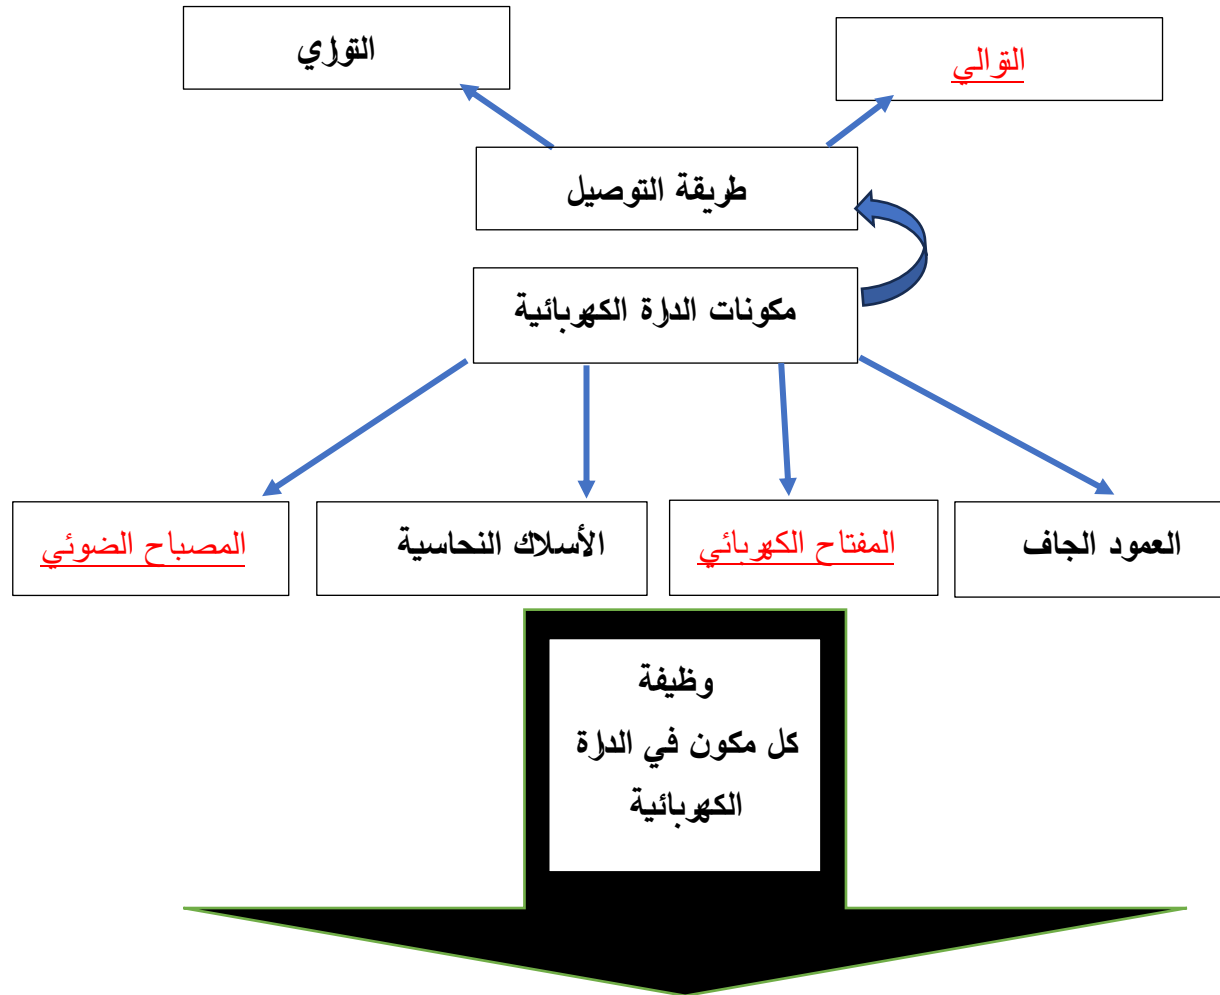 التوالي
التوازي
طريقة التوصيل
مكونات الدارة الكهربائية
العمود الجاف
المفتاح الكهربائي
الأسلاك النحاسية
المصباح الضوئي
وظيفة
كل مكون في الدارة
الكهربائية